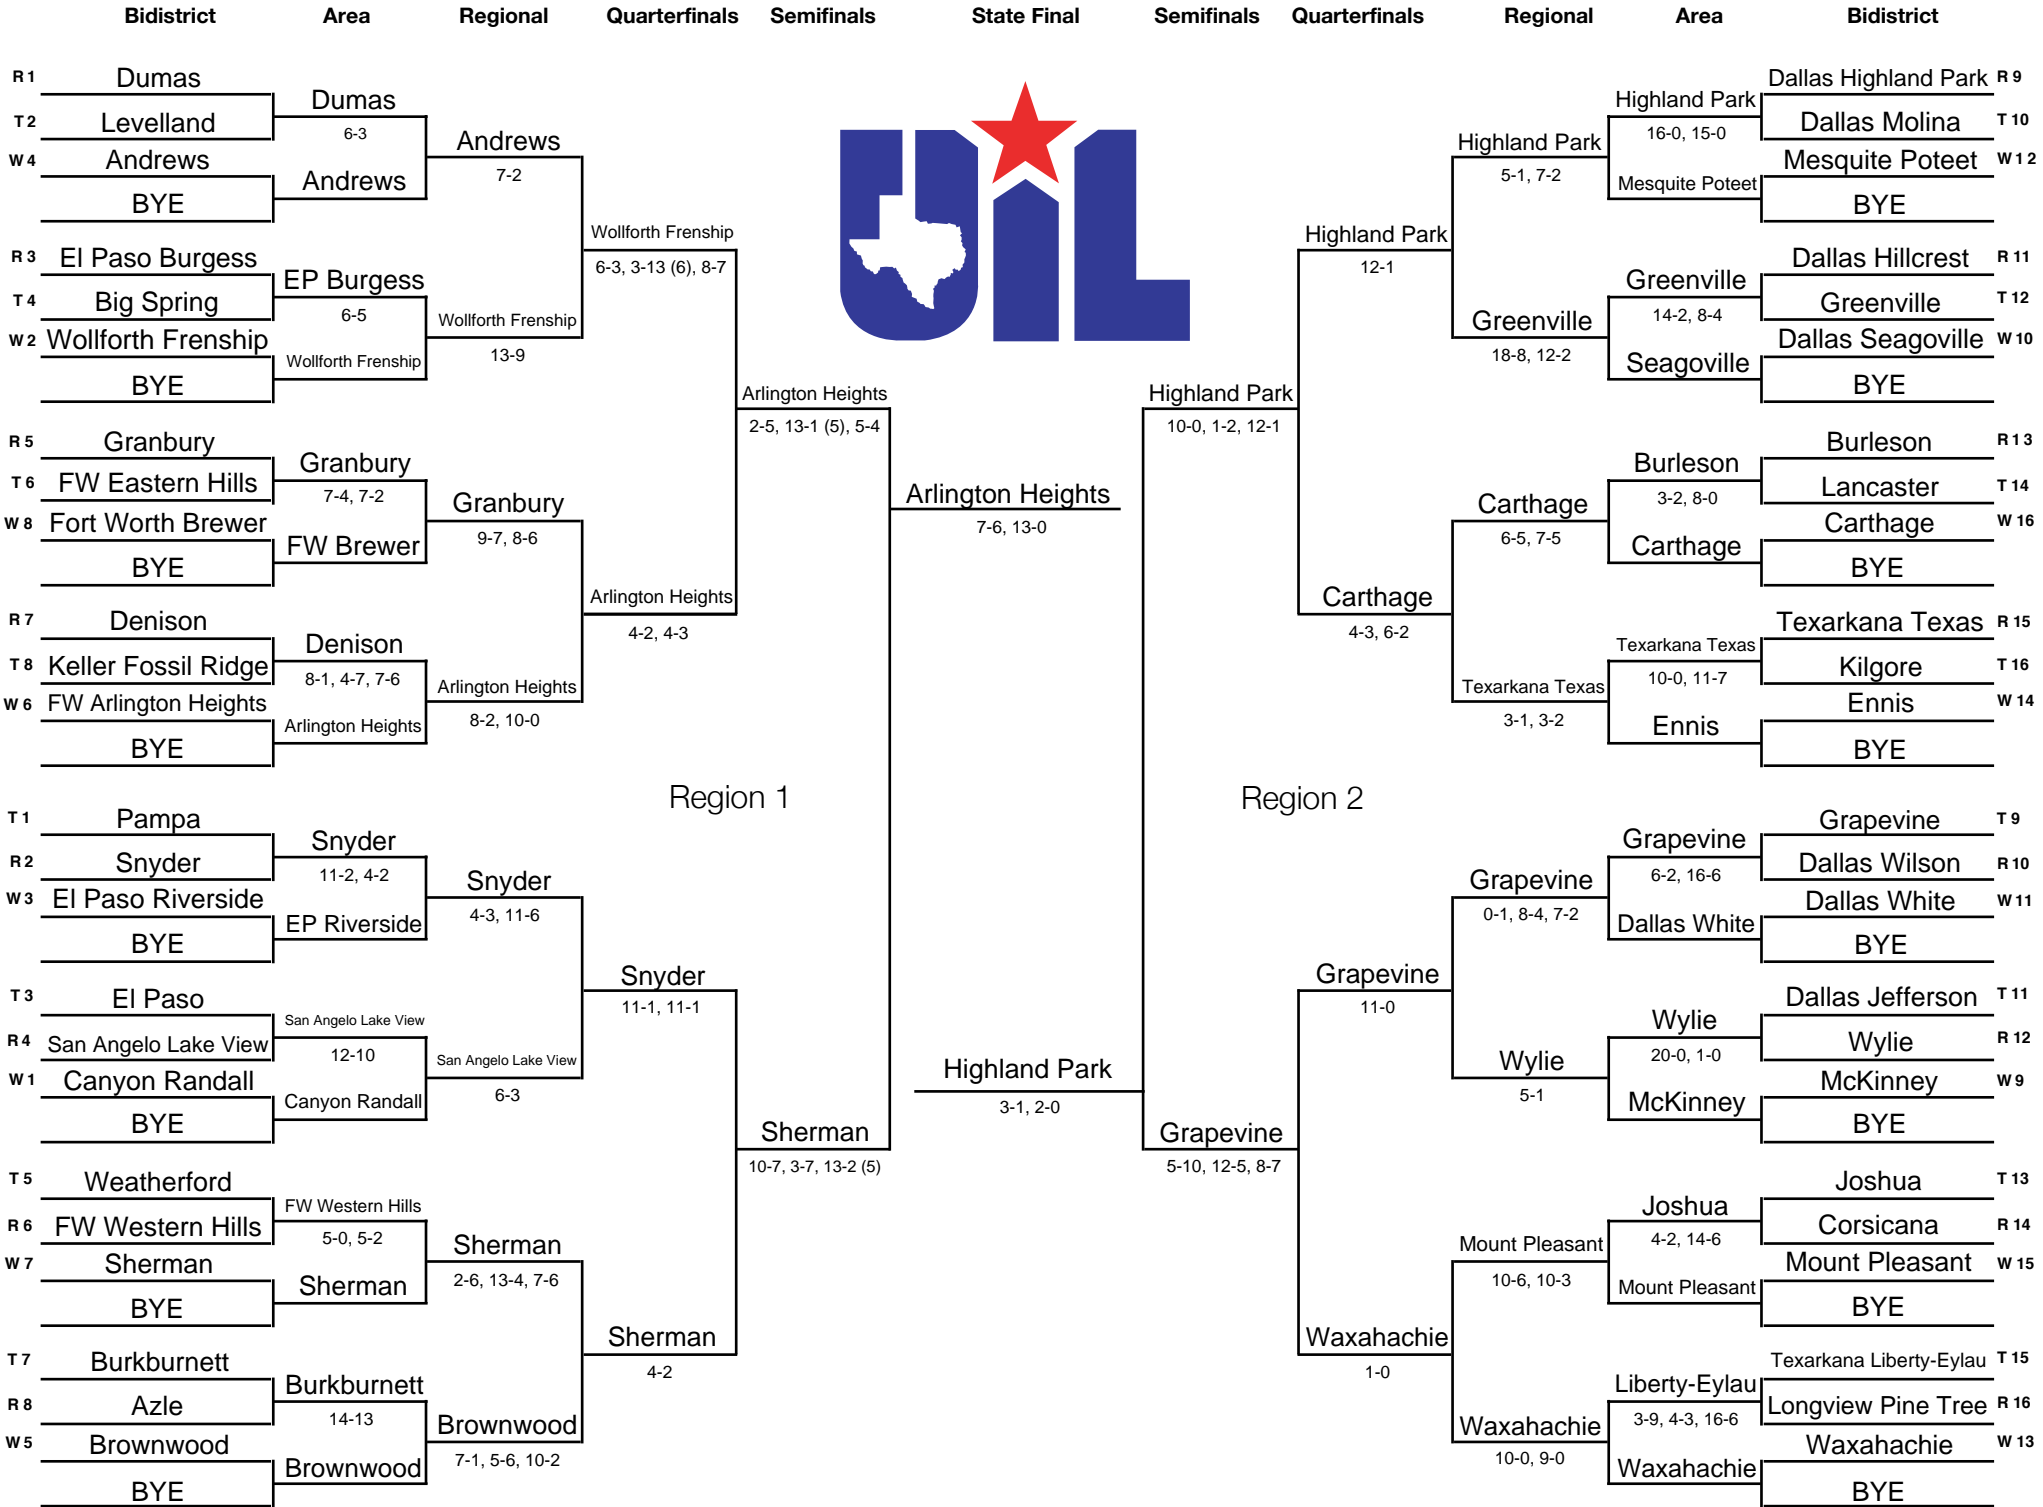 Bidistrict Area Regional Quarterfinals Semifinals State Final Semifinals Quarterfinals Regional Area Bidistrict
R 1 Dumas
T 2 Levelland
W 4 Andrews
BYE
R 3 El Paso Burgess
T 4 Big Spring
W 2 Wollforth Frenship
BYE
R 5 Granbury
T 6 FW Eastern Hills
W 8 Fort Worth Brewer
BYE
R 7 Denison
T 8 Keller Fossil Ridge
W 6 FW Arlington Heights
BYE
T 1 Pampa
R 2 Snyder
W 3 El Paso Riverside
BYE
T 3 El Paso
R 4 San Angelo Lake View
W 1 Canyon Randall
BYE
T 5 Weatherford
R 6 FW Western Hills
W 7 Sherman
BYE
T 7 Burkburnett
R 8 Azle
W 5 Brownwood
BYE
Dumas
6-3
Andrews
EP Burgess
6-5
Wollforth Frenship
Granbury
7-4, 7-2
FW Brewer
Denison
8-1, 4-7, 7-6
Arlington Heights
Snyder
11-2, 4-2
EP Riverside
San Angelo Lake View
12-10
Canyon Randall
FW Western Hills
5-0, 5-2
Sherman
Burkburnett
14-13
Brownwood
Andrews
7-2
Wollforth Frenship
13-9
Granbury
9-7, 8-6
Arlington Heights
8-2, 10-0
Snyder
4-3, 11-6
San Angelo Lake View
6-3
Sherman
2-6, 13-4, 7-6
Brownwood
7-1, 5-6, 10-2
Wollforth Frenship
6-3, 3-13 (6), 8-7
Arlington Heights
4-2, 4-3
Snyder
11-1, 11-1
Sherman
4-2
Region 1
Arlington Heights
2-5, 13-1 (5), 5-4
Sherman
10-7, 3-7, 13-2 (5)
UIL
Arlington Heights
7-6, 13-0
Highland Park
3-1, 2-0
Highland Park
10-0, 1-2, 12-1
Grapevine
5-10, 12-5, 8-7
Region 2
Highland Park
12-1
Carthage
4-3, 6-2
Grapevine
11-0
Waxahachie
1-0
Highland Park
5-1, 7-2
Greenville
18-8, 12-2
Carthage
6-5, 7-5
Texarkana Texas
3-1, 3-2
Grapevine
0-1, 8-4, 7-2
Wylie
5-1
Mount Pleasant
10-6, 10-3
Waxahachie
10-0, 9-0
Highland Park
16-0, 15-0
Mesquite Poteet
Greenville
14-2, 8-4
Seagoville
Burleson
3-2, 8-0
Carthage
Texarkana Texas
10-0, 11-7
Ennis
Grapevine
6-2, 16-6
Dallas White
Wylie
20-0, 1-0
McKinney
Joshua
4-2, 14-6
Mount Pleasant
Liberty-Eylau
3-9, 4-3, 16-6
Waxahachie
Dallas Highland Park R 9
Dallas Molina T 10
Mesquite Poteet W 1 2
BYE
Dallas Hillcrest R 11
Greenville T 12
Dallas Seagoville W 10
BYE
Burleson R 1 3
Lancaster T 14
Carthage W 16
BYE
Texarkana Texas R 15
Kilgore T 16
Ennis W 14
BYE
Grapevine T 9
Dallas Wilson R 10
Dallas White W 11
BYE
Dallas Jefferson T 11
Wylie R 12
McKinney W 9
BYE
Joshua T 13
Corsicana R 14
Mount Pleasant W 15
BYE
Texarkana Liberty-Eylau T 15
Longview Pine Tree R 16
Waxahachie W 13
BYE